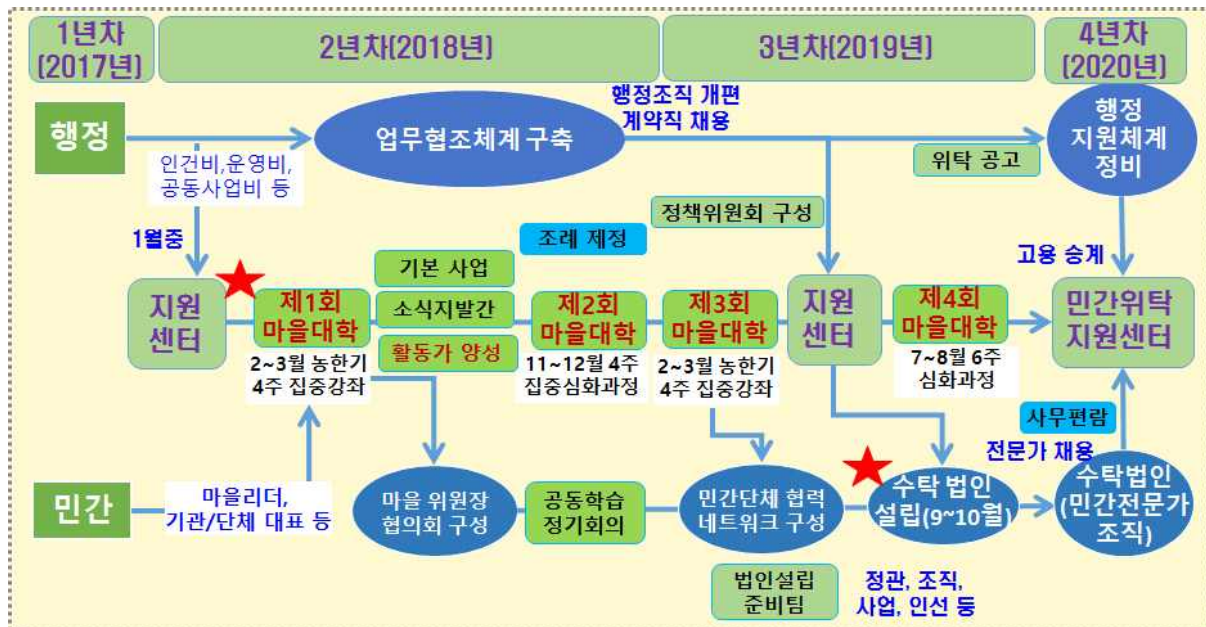 1년차
(2017년)
2년차(2018년)
3년차(2019년)
4년차
(2020년)
행정
업무협조체계 구축
행정조직 개편
계약직 채용
행정
지원체계
정비
인건비,운영비,
공동사업비 등
위탁 공고
정책위원회 구성
1월중
조례 제정
고용 승계
기본 사업
지원
센터
제1회
마을대학
소식지발간
제2회
마을대학
제3회
마을대학
지원
센터
제4회
마을대학
민간위탁
지원센터
활동가 양성
2~3월 농한기
4주 집중강좌
11~12월 4주
집중심화과정
2~3월 농한기
4주 집중강좌
7~8월 6주
심화과정
사무편람
전문가 채용
민간
마을리더,
기관/단체 대표 등
마을 위원장
협의회 구성
공동학습
정기회의
민간단체 협력
네트워크 구성
수탁 법인
설립(9~10월)
수탁법인
(민간전문가
조직)
법인설립
준비팀
정관, 조직,
사업, 인선 등